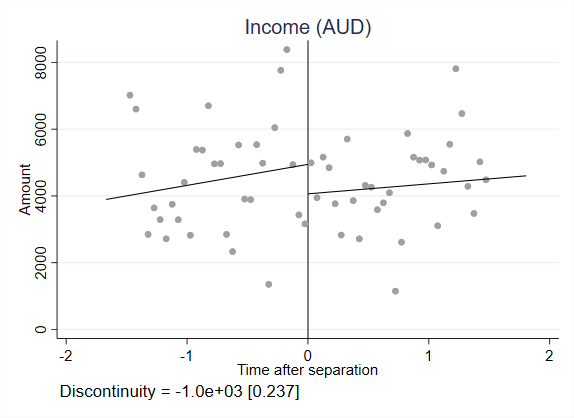 Income (AUD)
Amount
8000
6000
4000
2000
0
-2
-1
0
1
2
Time after separation
Discontinuity = -1.0e+03 [0.237]